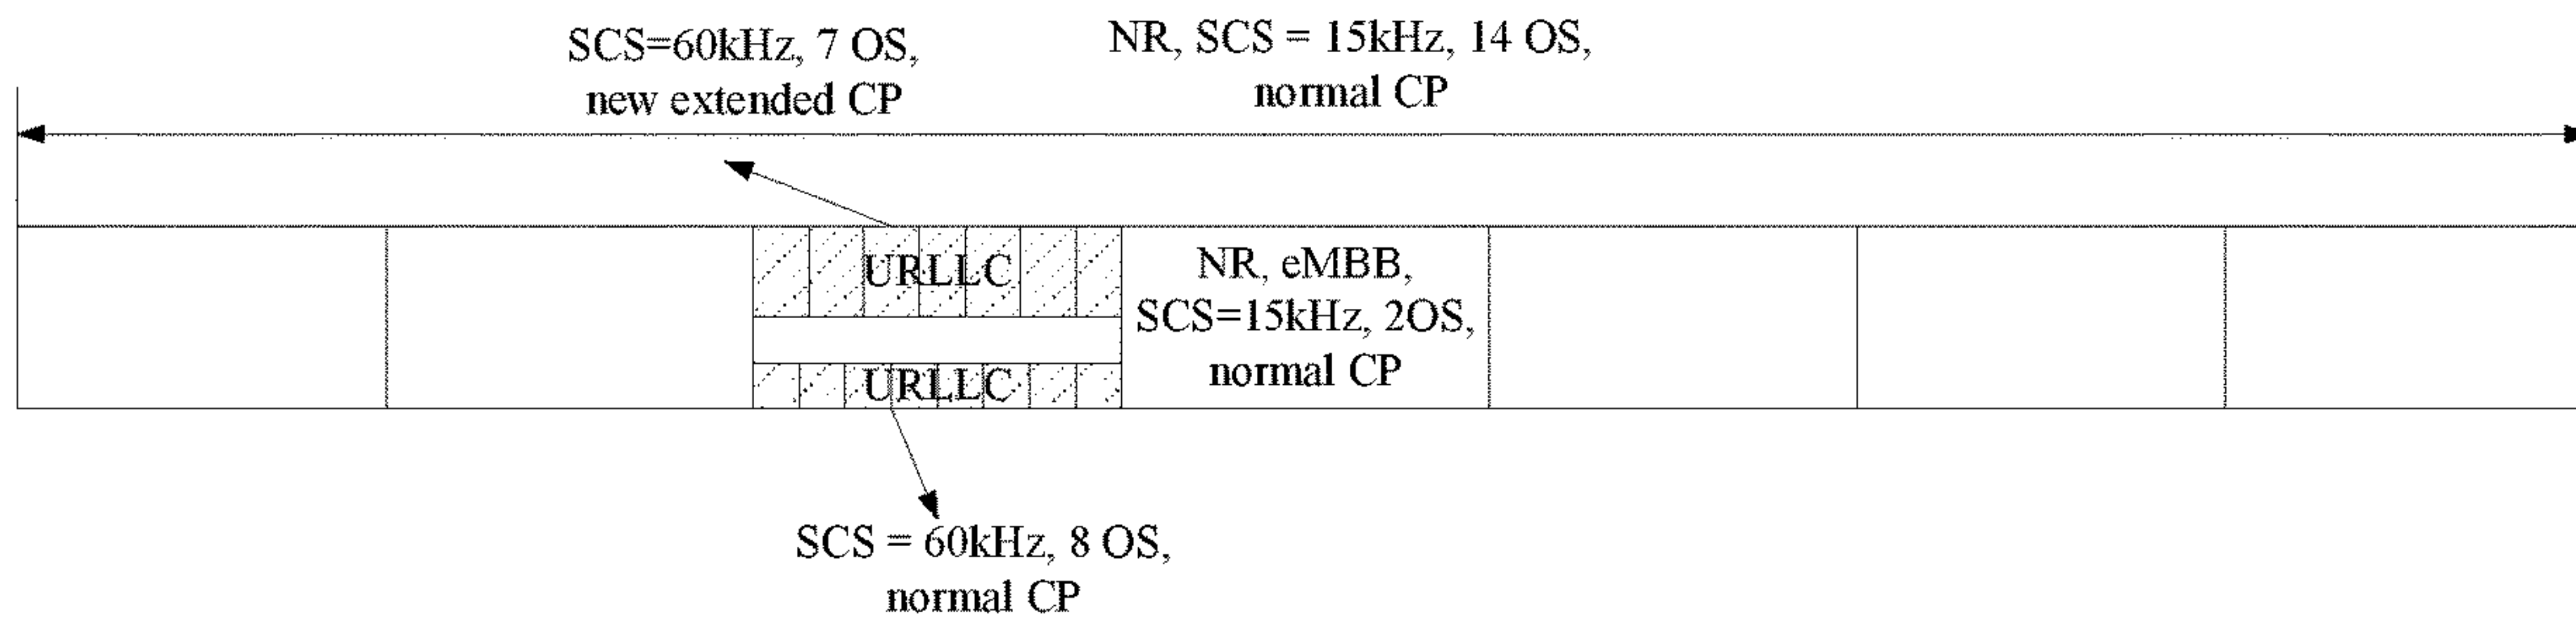 SCS=60kHz, 7 OS,
new extended CP
NR, SCS = 15kHz, 14 OS,
normal CP
URLLC
NR, eMBB,
SCS=15kHz, 2OS,
normal CP
URLLC
SCS = 60kHz, 8 OS,
normal CP